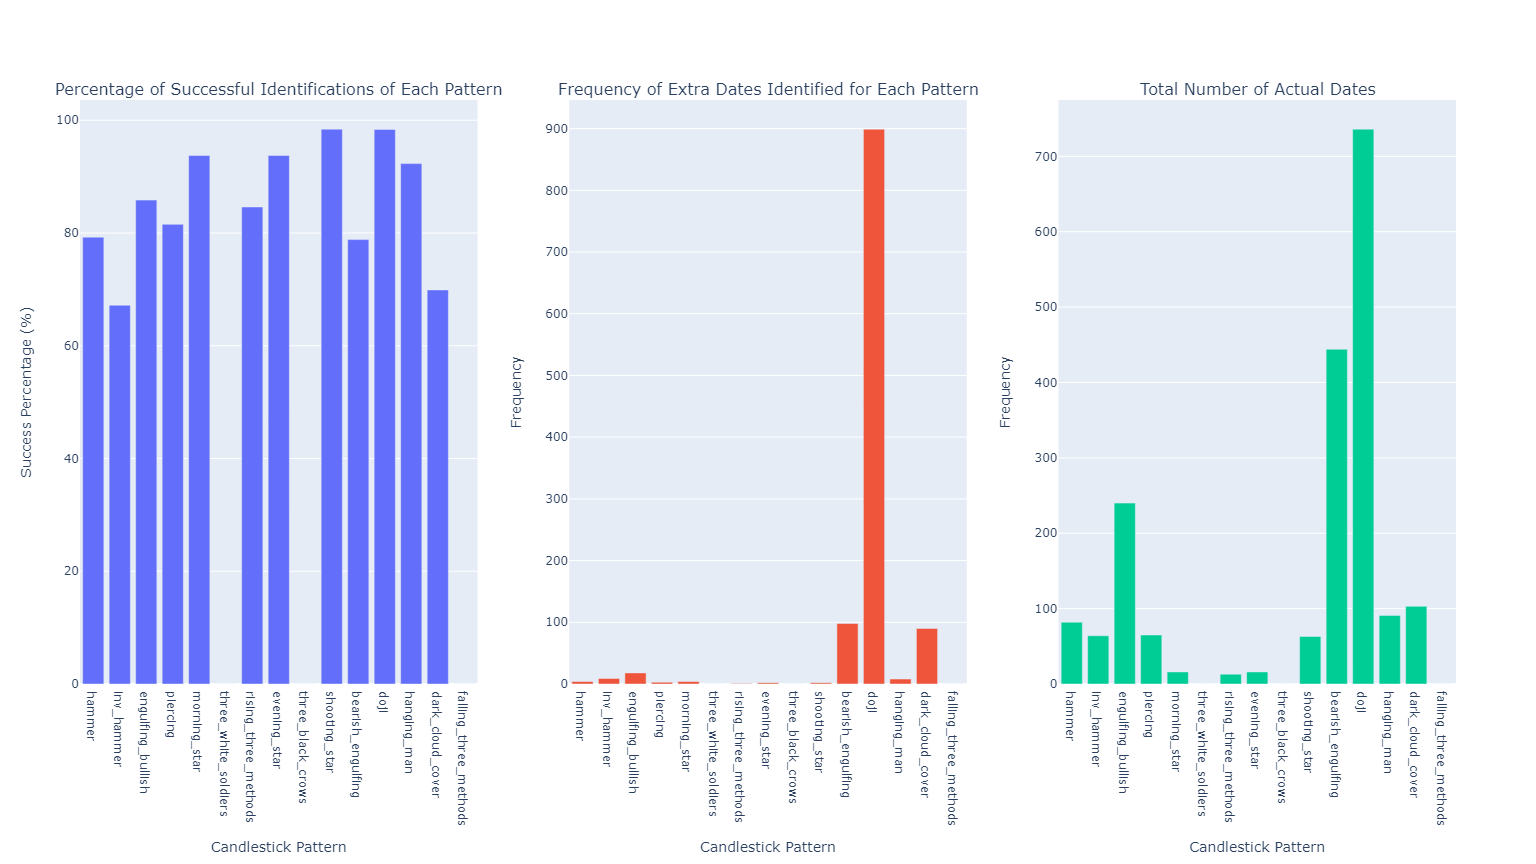 Percentage of Successful Identifications of Each Pattern
Success Percentage (%)
100
80
60
40
20
0
hammer
inv_hammer
engulfing_bullish
piercing
morning_star
three_white_soldiers
rising_three_methods
evening_star
three_black_crows
shooting_star
bearish_engulfing
doji
hanging_man
dark_cloud_cover
falling_three_methods
Candlestick Pattern
Frequency of Extra Dates Identified for Each Pattern
Frequency
900
800
700
600
500
400
300
200
100
0
hammer
inv_hammer
engulfing_bullish
piercing
morning_star
three_white_soldiers
rising_three_methods
evening_star
three_black_crows
shooting_star
bearish_engulfing
doji
hanging_man
dark_cloud_cover
falling_three_methods
Candlestick Pattern
Total Number of Actual Dates
Frequency
700
600
500
400
300
200
100
0
hammer
inv_hammer
engulfing_bullish
piercing
morning_star
three_white_soldiers
rising_three_methods
evening_star
three_black_crows
shooting_star
bearish_engulfing
doji
hanging_man
dark_cloud_cover
falling_three_methods
Candlestick Pattern